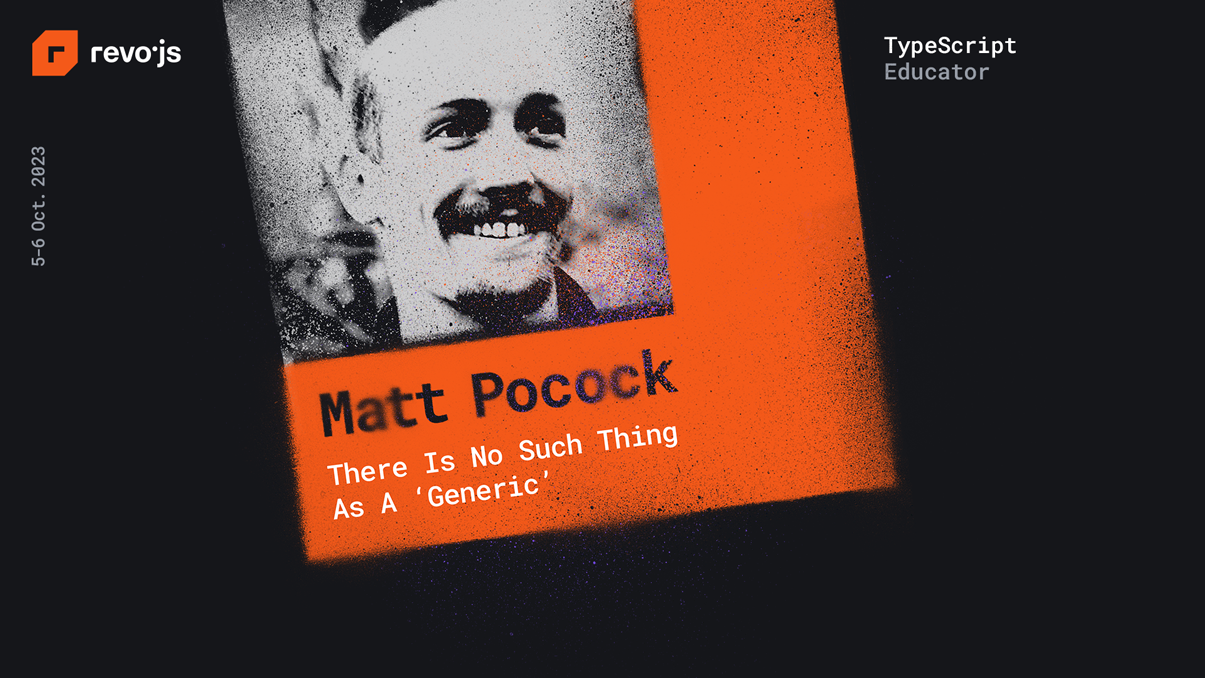 revo·js
TypeScript
Educator
5-6 Oct. 2023
Matt Pocock
There Is No Such Thing
As A ‘Generic’